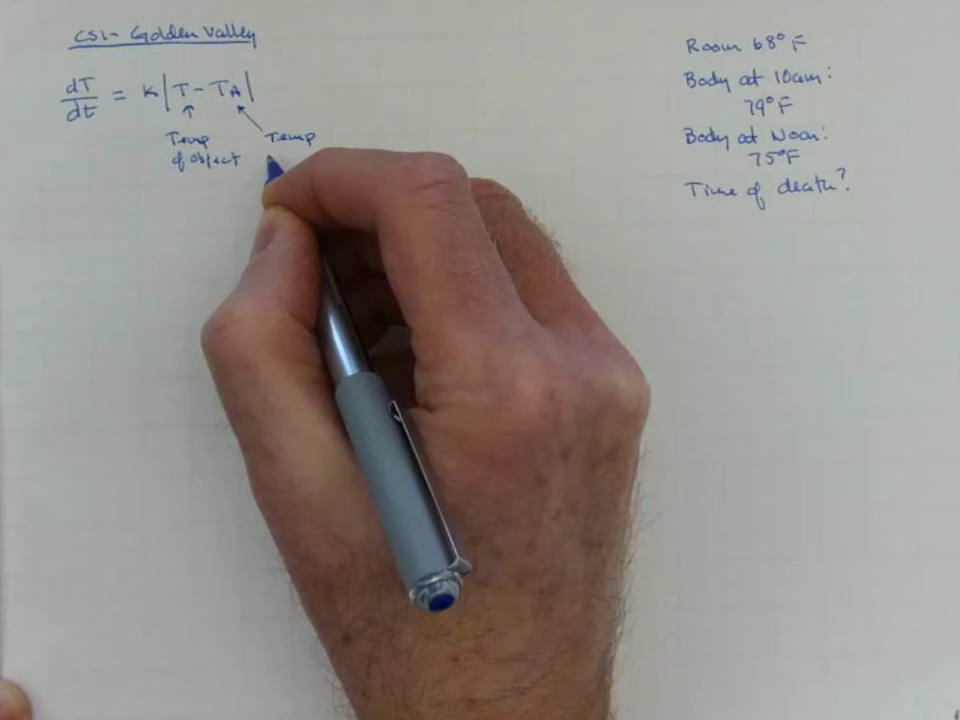 CSI - Golden Valley
dT/dt = k|T - TA|
Temp
of object
Temp
Room 68° F
Body at 10am:
79° F
Body at Noon:
75° F
Time of death?